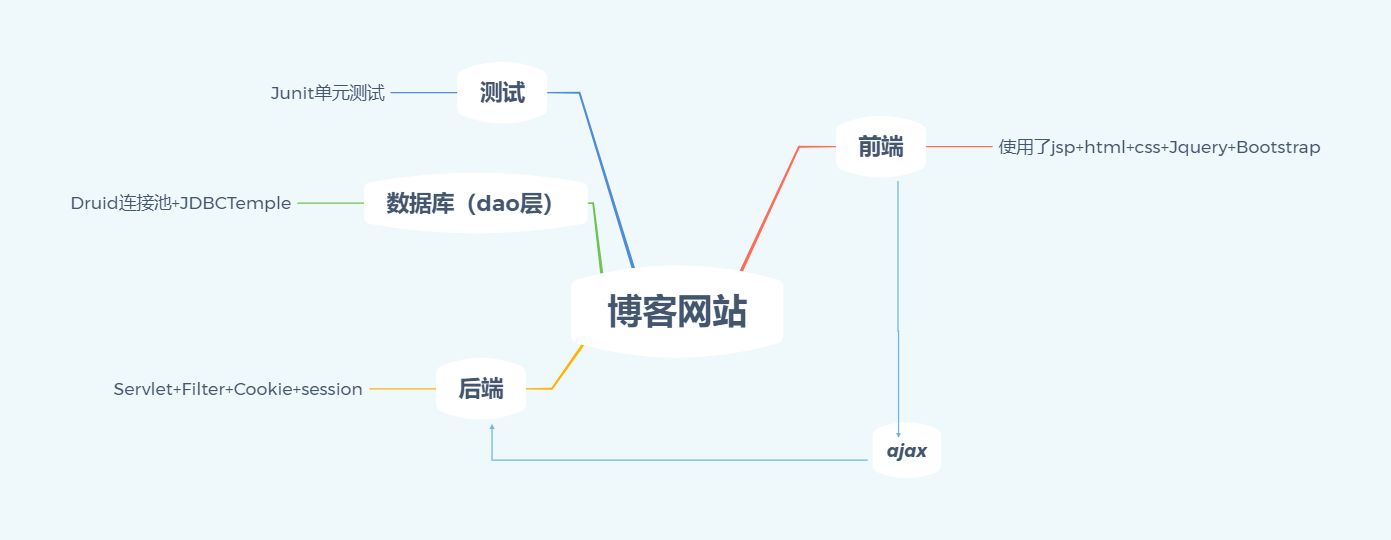 Junit单元测试
测试
前端
使用了jsp+html+css+Jquery+Bootstrap
Druid连接池+JDBCTemple
数据库（dao层）
博客网站
Servlet+Filter+Cookie+session
后端
ajax